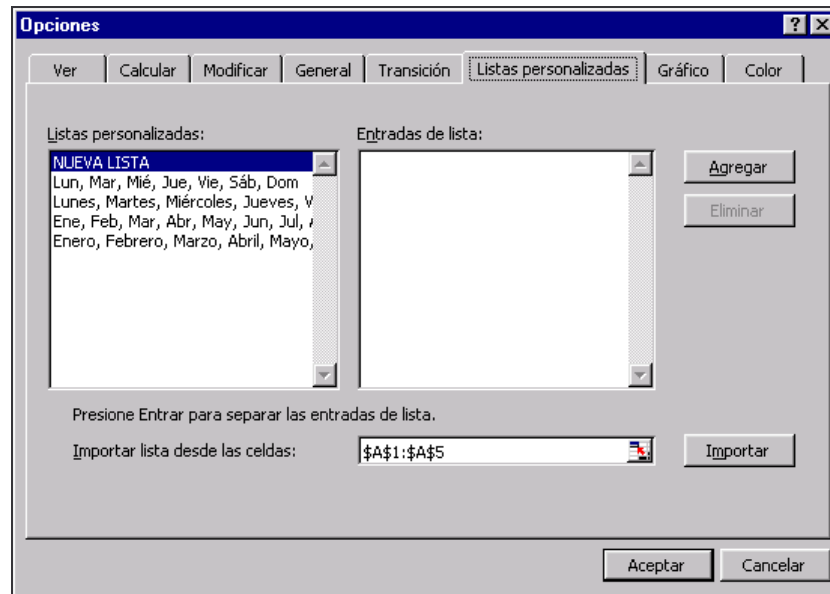 Opciones
Ver Calcular Modificar General Transición Listas personalizadas Gráfico Color
Listas personalizadas: Entradas de lista:
NUEVA LISTA
Lun, Mar, Mié, Jue, Vie, Sáb, Dom
Lunes, Martes, Miércoles, Jueves, V
Ene, Feb, Mar, Abr, May, Jun, Jul, A
Enero, Febrero, Marzo, Abril, Mayo,
Agregar
Eliminar
Presione Entrar para separar las entradas de lista.
Importar lista desde las celdas: $A$1:$A$5 Importar
Aceptar Cancelar